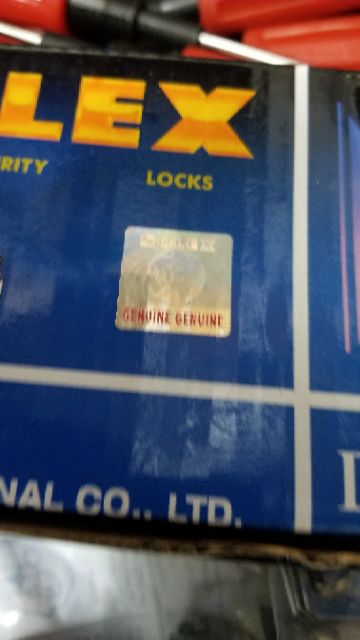 LEX
RITY LOCKS
GENUINE GENUINE
NAL CO., LTD.